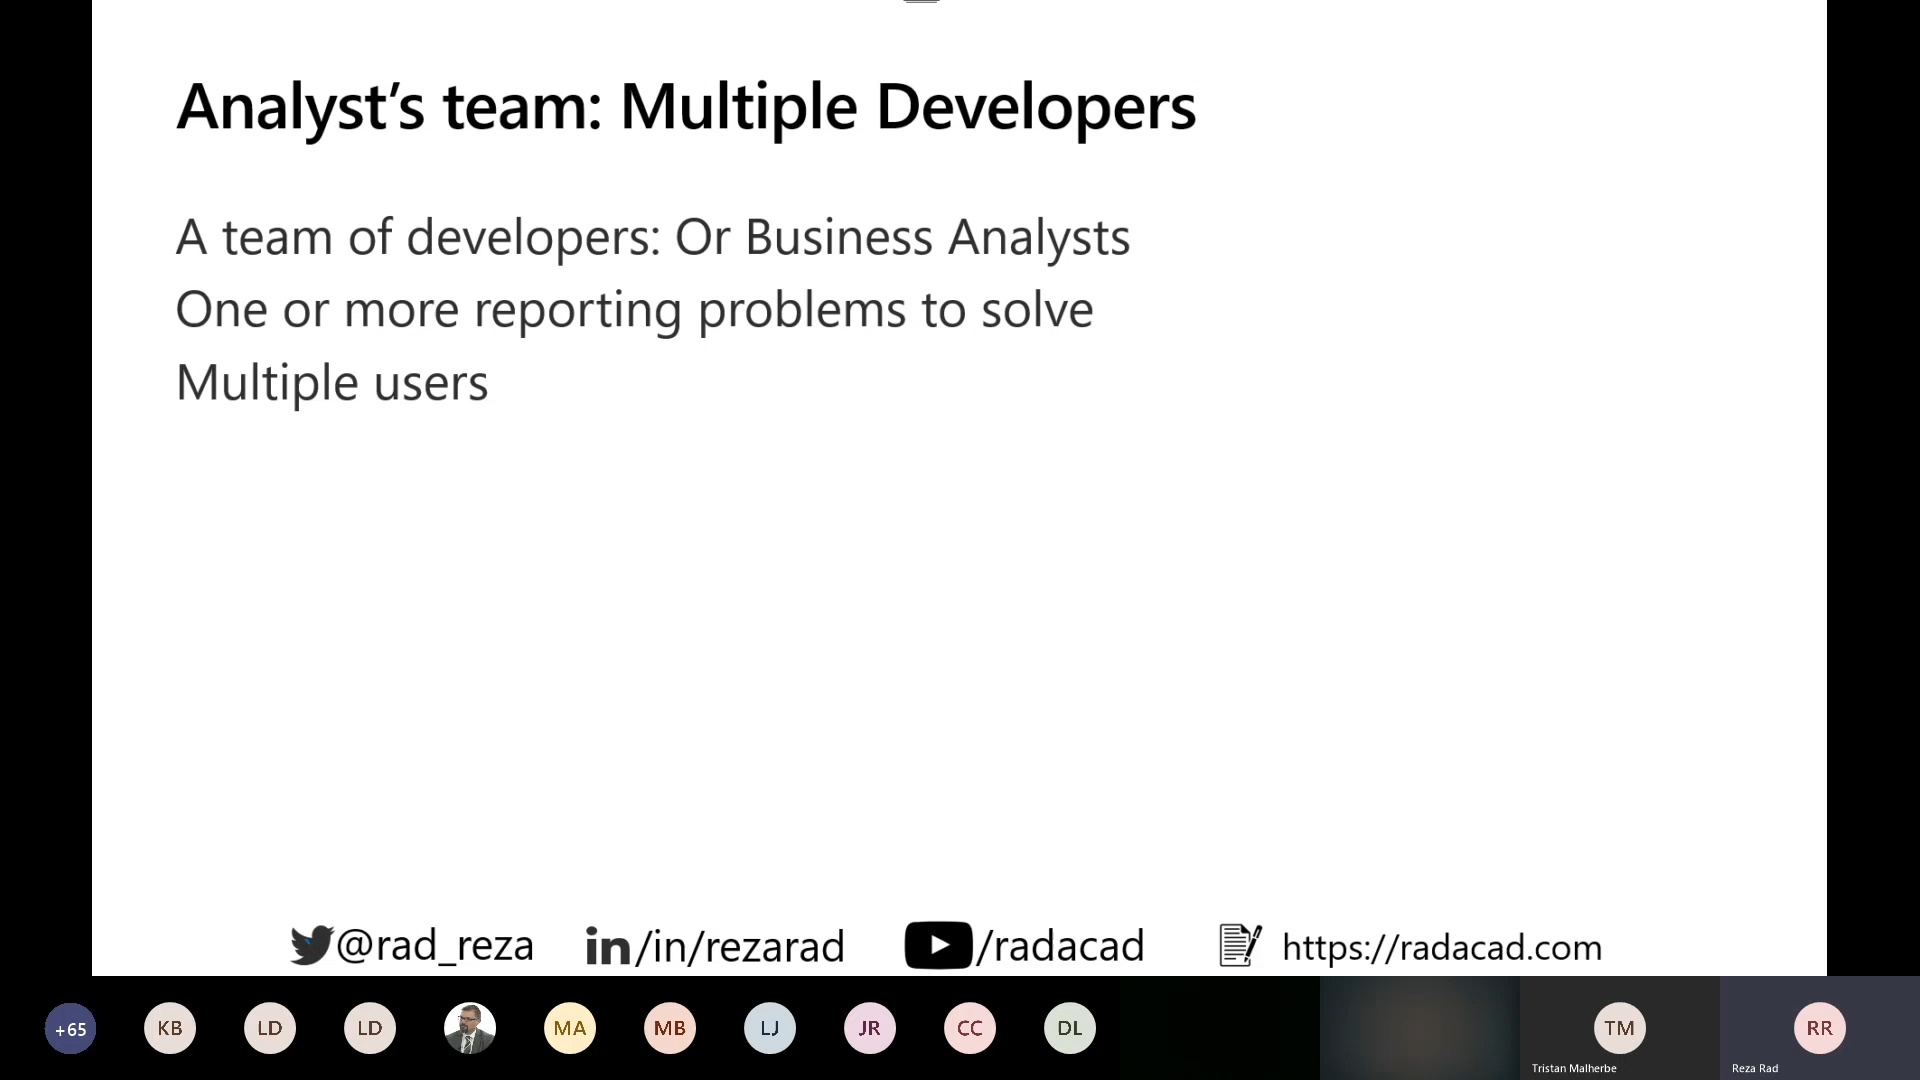 Analyst’s team: Multiple Developers
A team of developers: Or Business Analysts
One or more reporting problems to solve
Multiple users
@rad_reza in/in/rezarad /radacad https://radacad.com
+65 KB LD LD MA MB LJ JR CC DL TM RR
Tristan Malherbe Reza Rad